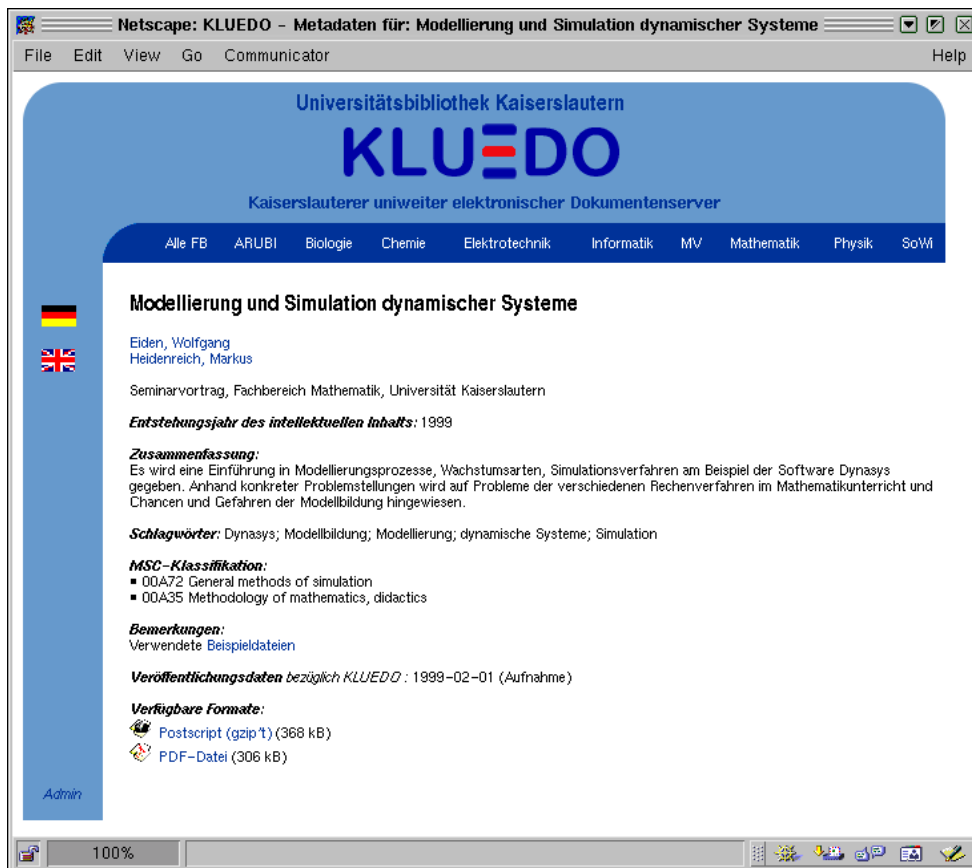 Netscape: KLUEDO - Metadaten für: Modellierung und Simulation dynamischer Systeme
File Edit View Go Communicator Help
Universitätsbibliothek Kaiserslautern
KLUEDO
Kaiserslauterer uniweiter elektronischer Dokumentenserver
Alle FB ARUBI Biologie Chemie Elektrotechnik Informatik MV Mathematik Physik SoWi
Modellierung und Simulation dynamischer Systeme
Eiden, Wolfgang
Heidenreich, Markus
Seminarvortrag, Fachbereich Mathematik, Universität Kaiserslautern
Entstehungsjahr des intellektuellen Inhalts: 1999
Zusammenfassung:
Es wird eine Einführung in Modellierungsprozesse, Wachstumsarten, Simulationsverfahren am Beispiel der Software Dynasys
gegeben. Anhand konkreter Problemstellungen wird auf Probleme der verschiedenen Rechenverfahren im Mathematikunterricht und
Chancen und Gefahren der Modellbildung hingewiesen.
Schlagwörter: Dynasys; Modellbildung; Modellierung; dynamische Systeme; Simulation
MSC-Klassifikation:
▪ 00A72 General methods of simulation
▪ 00A35 Methodology of mathematics, didactics
Bemerkungen:
Verwendete Beispieldateien
Veröffentlichungsdaten bezüglich KLUEDO : 1999-02-01 (Aufnahme)
Verfügbare Formate:
Postscript (gzip't) (368 kB)
PDF-Datei (306 kB)
Admin
100%